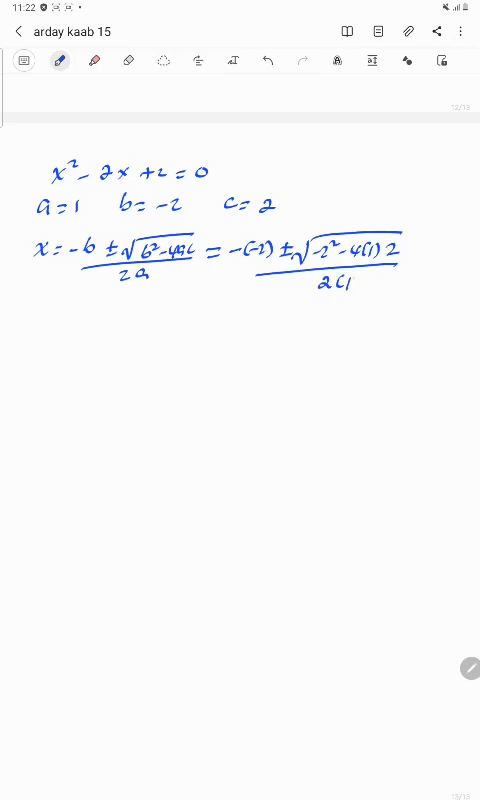 11:22
arday kaab 15
12/13
x² - 2x + 2 = 0
a = 1 b = -2 c = 2
x = -b ± √b² - 4ac / 2a = -(-2) ± √-2² - 4(1) 2 / 2(1
13/13